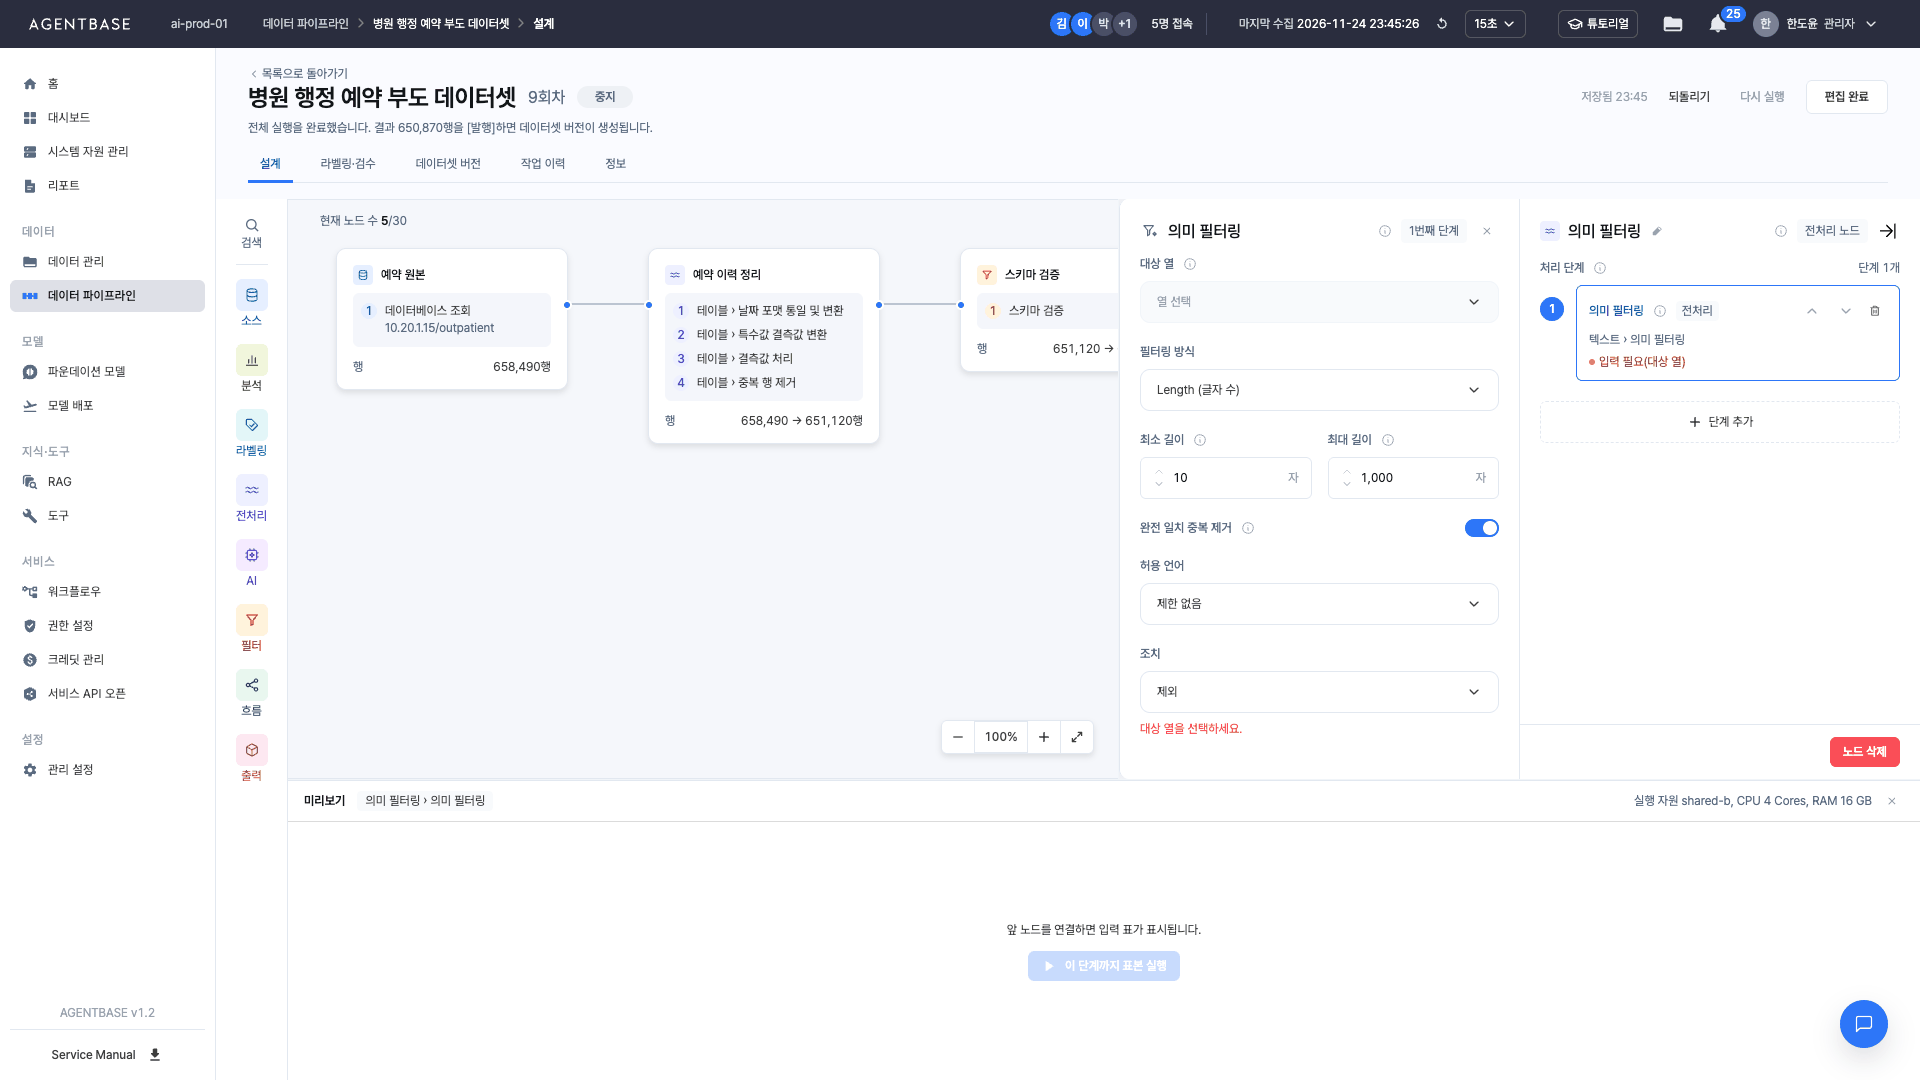 AGENTBASE
ai-prod-01
데이터 파이프라인 > 병원 행정 예약 부도 데이터셋 > 설계
김 이 박 +1 5명 접속
마지막 수집 2026-11-24 23:45:26
15초
튜토리얼
25
한 한도윤 관리자
홈
대시보드
시스템 자원 관리
리포트
데이터
데이터 관리
데이터 파이프라인
모델
파운데이션 모델
모델 배포
지식·도구
RAG
도구
서비스
워크플로우
권한 설정
크레딧 관리
서비스 API 오픈
설정
관리 설정
AGENTBASE v1.2
Service Manual
목록으로 돌아가기
병원 행정 예약 부도 데이터셋 9회차 중지
전체 실행을 완료했습니다. 결과 650,870행을 [발행]하면 데이터셋 버전이 생성됩니다.
저장됨 23:45 되돌리기 다시 실행 편집 완료
설계 라벨링·검수 데이터셋 버전 작업 이력 정보
검색
소스
분석
라벨링
전처리
AI
필터
흐름
출력
현재 노드 수 5/30
예약 원본
1 데이터베이스 조회
10.20.1.15/outpatient
행 658,490행
예약 이력 정리
1 테이블 › 날짜 포맷 통일 및 변환
2 테이블 › 특수값 결측값 변환
3 테이블 › 결측값 처리
4 테이블 › 중복 행 제거
행 658,490 → 651,120행
스키마 검증
1 스키마 검증
행 651,120 →
100%
의미 필터링 1번째 단계
대상 열
열 선택
필터링 방식
Length (글자 수)
최소 길이 최대 길이
10 자 1,000 자
완전 일치 중복 제거
허용 언어
제한 없음
조치
제외
대상 열을 선택하세요.
의미 필터링 전처리 노드
처리 단계 단계 1개
1 의미 필터링 전처리
텍스트 › 의미 필터링
입력 필요(대상 열)
단계 추가
노드 삭제
미리보기 의미 필터링 › 의미 필터링
실행 자원 shared-b, CPU 4 Cores, RAM 16 GB
앞 노드를 연결하면 입력 표가 표시됩니다.
이 단계까지 표본 실행